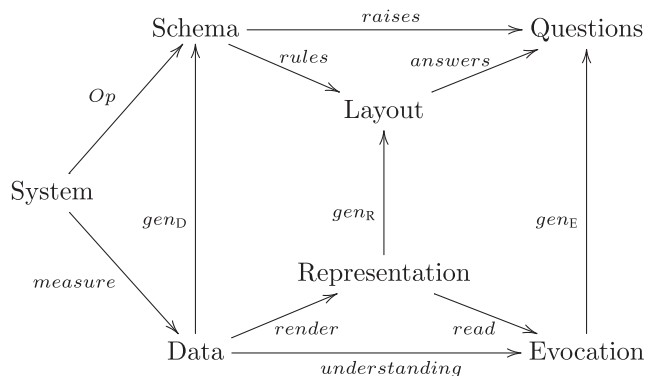 raises
Schema
Questions
rules
answers
Op
Layout
System
gen_D
gen_R
gen_E
measure
Representation
render
read
Data
Evocation
understanding